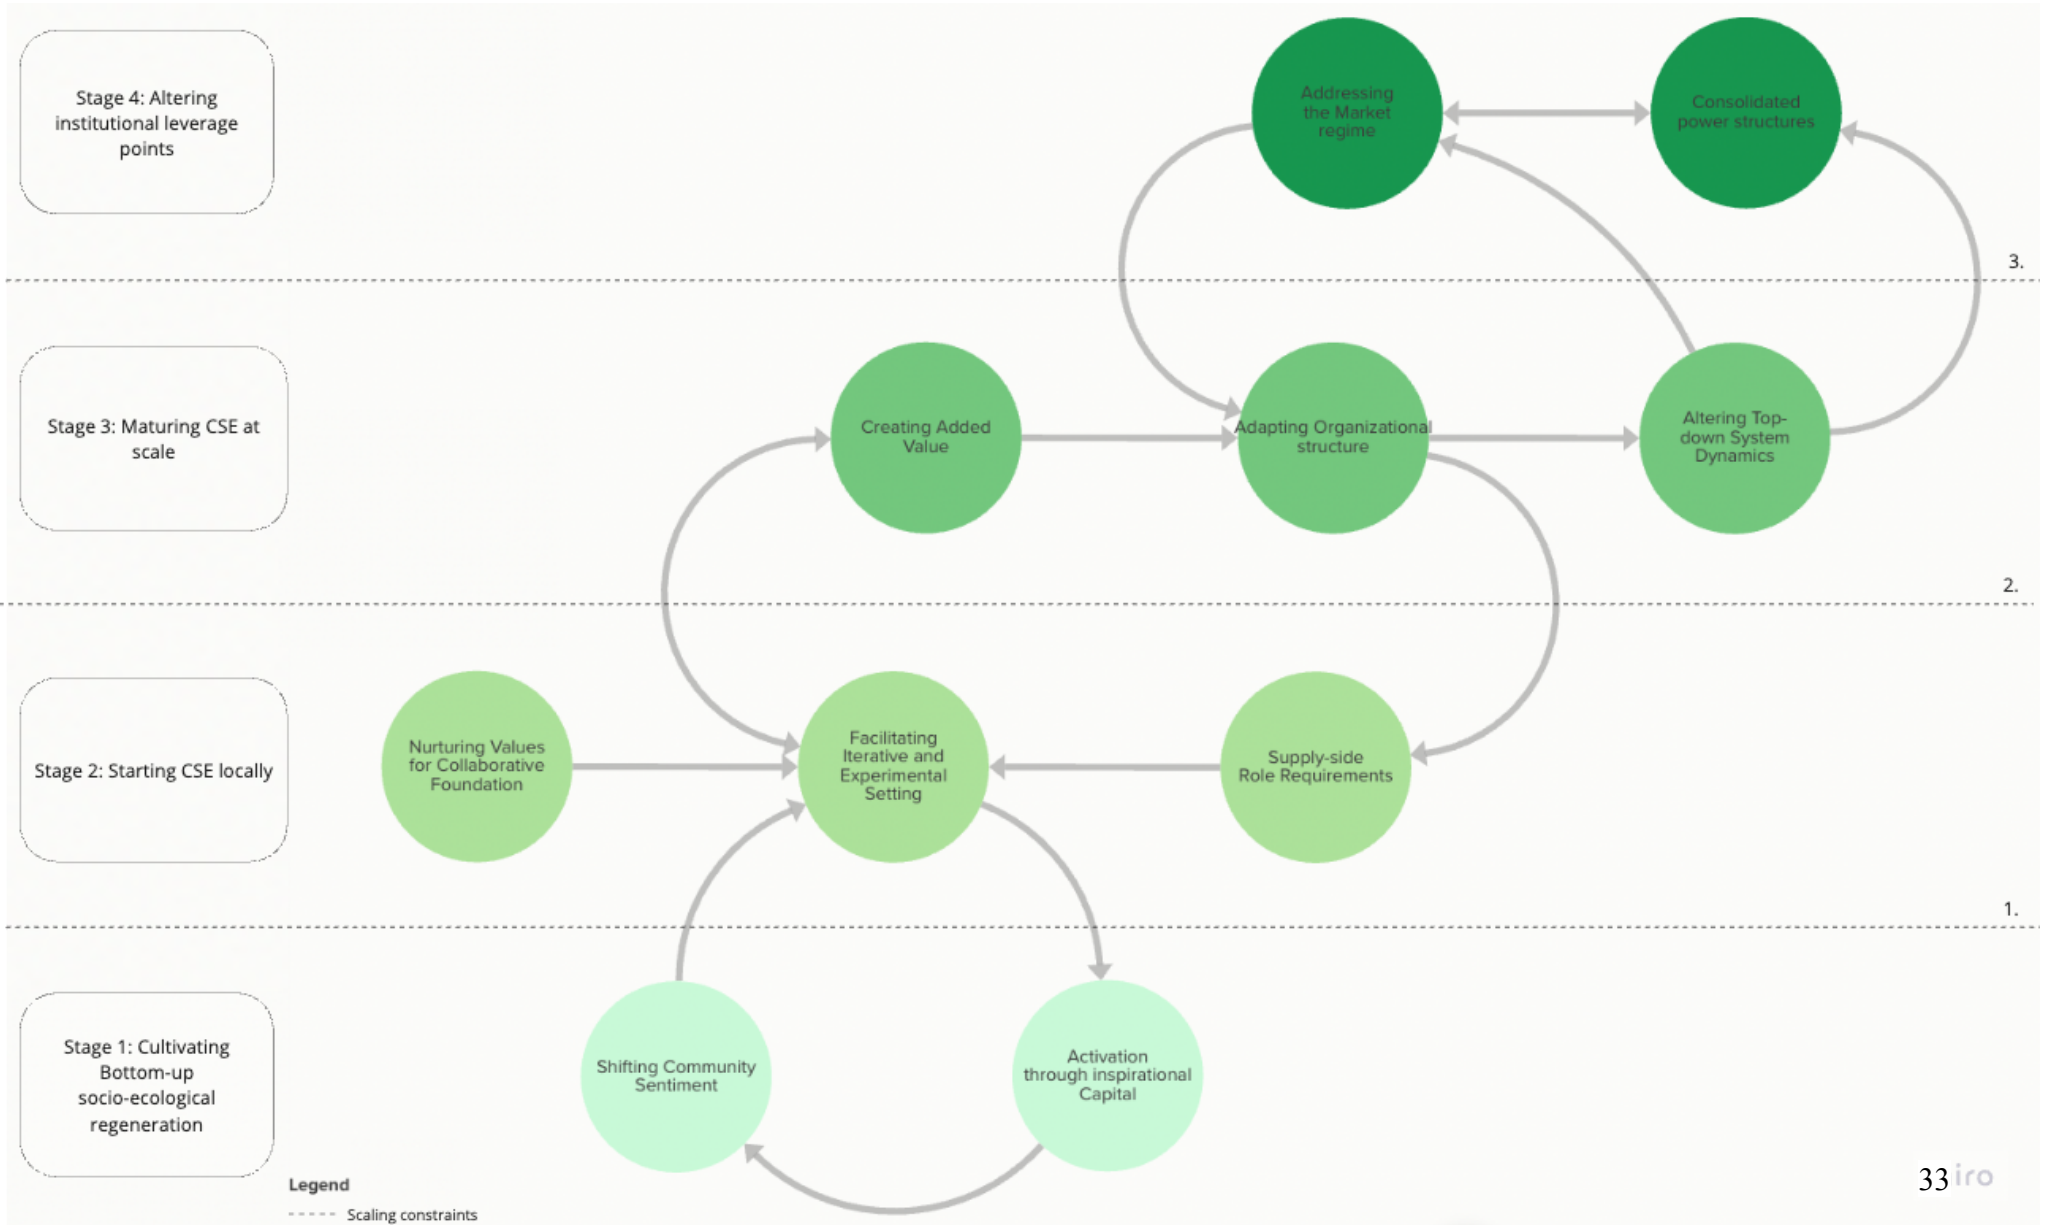 Stage 4: Altering
institutional leverage
points
Addressing
the Market
regime
Consolidated
power structures
3.
Stage 3: Maturing CSE at
scale
Creating Added
Value
Adapting Organizational
structure
Altering Top-
down System
Dynamics
2.
Stage 2: Starting CSE locally
Nurturing Values
for Collaborative
Foundation
Facilitating
Iterative and
Experimental
Setting
Supply-side
Role Requirements
1.
Stage 1: Cultivating
Bottom-up
socio-ecological
regeneration
Shifting Community
Sentiment
Activation
through inspirational
Capital
Legend
Scaling constraints
33
iro